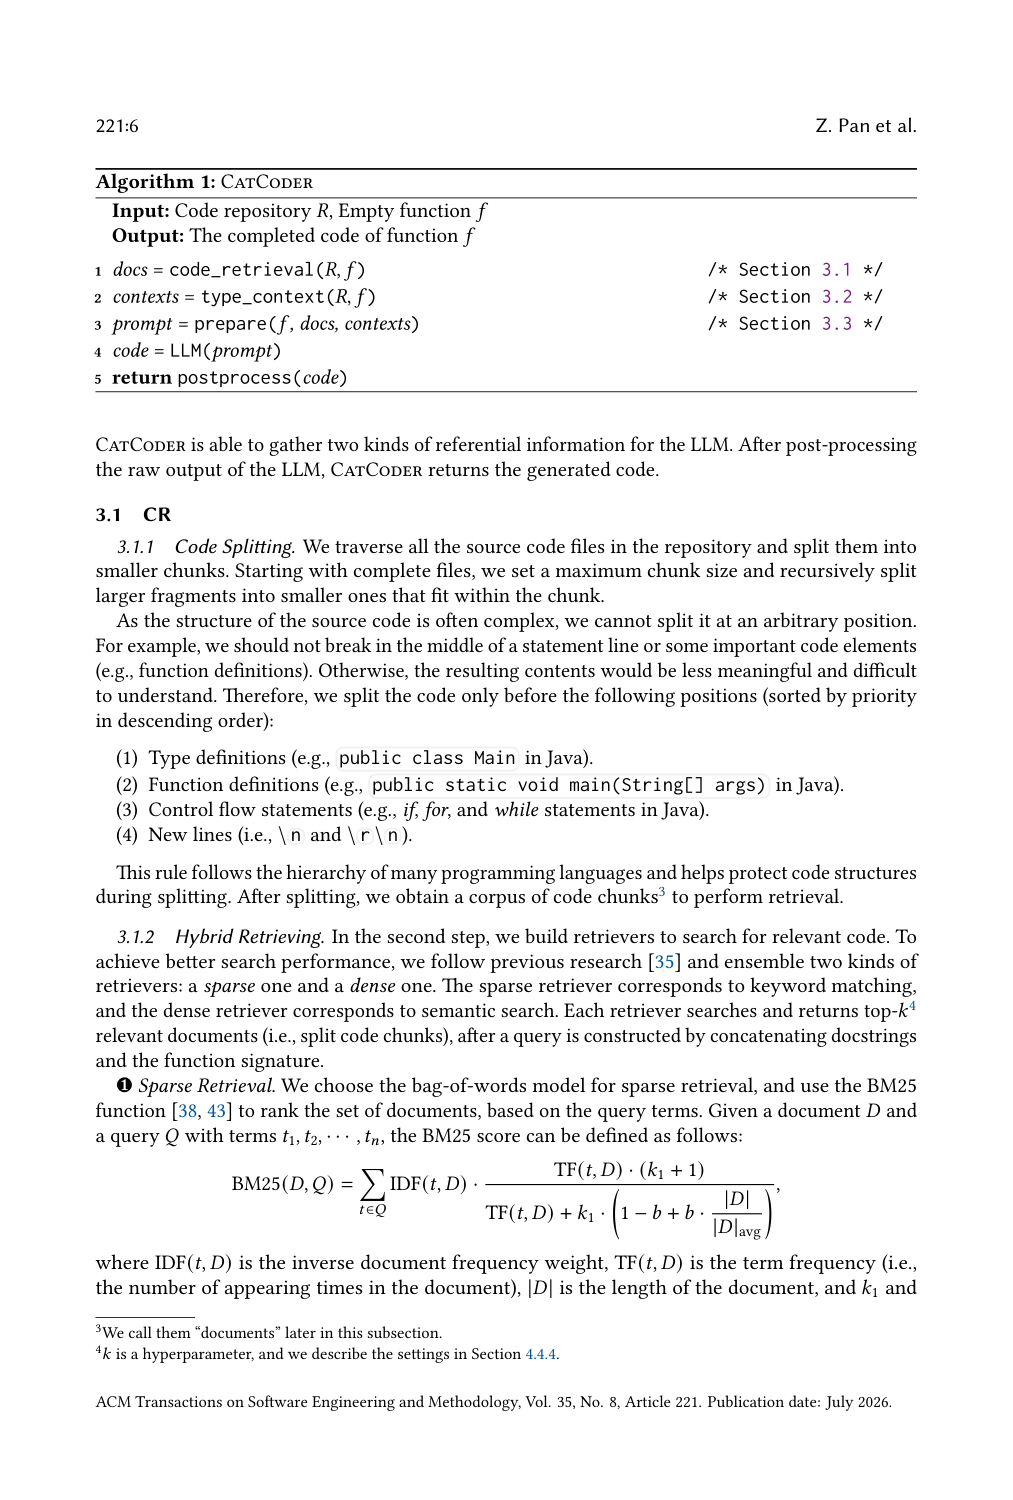 221:6 Z. Pan et al.
Algorithm 1: CATCODER
Input: Code repository R, Empty function f
Output: The completed code of function f
1 docs = code_retrieval(R, f) /* Section 3.1 */
2 contexts = type_context(R, f) /* Section 3.2 */
3 prompt = prepare(f, docs, contexts) /* Section 3.3 */
4 code = LLM(prompt)
5 return postprocess(code)
CATCODER is able to gather two kinds of referential information for the LLM. After post-processing
the raw output of the LLM, CATCODER returns the generated code.
3.1 CR
3.1.1 Code Splitting. We traverse all the source code files in the repository and split them into
smaller chunks. Starting with complete files, we set a maximum chunk size and recursively split
larger fragments into smaller ones that fit within the chunk.
As the structure of the source code is often complex, we cannot split it at an arbitrary position.
For example, we should not break in the middle of a statement line or some important code elements
(e.g., function definitions). Otherwise, the resulting contents would be less meaningful and difficult
to understand. Therefore, we split the code only before the following positions (sorted by priority
in descending order):
(1) Type definitions (e.g., public class Main in Java).
(2) Function definitions (e.g., public static void main(String[] args) in Java).
(3) Control flow statements (e.g., if, for, and while statements in Java).
(4) New lines (i.e., \n and \r\n).
This rule follows the hierarchy of many programming languages and helps protect code structures
during splitting. After splitting, we obtain a corpus of code chunks³ to perform retrieval.
3.1.2 Hybrid Retrieving. In the second step, we build retrievers to search for relevant code. To
achieve better search performance, we follow previous research [35] and ensemble two kinds of
retrievers: a sparse one and a dense one. The sparse retriever corresponds to keyword matching,
and the dense retriever corresponds to semantic search. Each retriever searches and returns top-k⁴
relevant documents (i.e., split code chunks), after a query is constructed by concatenating docstrings
and the function signature.
❶ Sparse Retrieval. We choose the bag-of-words model for sparse retrieval, and use the BM25
function [38, 43] to rank the set of documents, based on the query terms. Given a document D and
a query Q with terms t₁, t₂, ⋯ , tₙ, the BM25 score can be defined as follows:
BM25(D, Q) = ∑_{t∈Q} IDF(t, D) · (TF(t, D) · (k₁ + 1)) / (TF(t, D) + k₁ · (1 − b + b · |D| / |D|avg)),
where IDF(t, D) is the inverse document frequency weight, TF(t, D) is the term frequency (i.e.,
the number of appearing times in the document), |D| is the length of the document, and k₁ and
³We call them “documents” later in this subsection.
⁴k is a hyperparameter, and we describe the settings in Section 4.4.4.
ACM Transactions on Software Engineering and Methodology, Vol. 35, No. 8, Article 221. Publication date: July 2026.